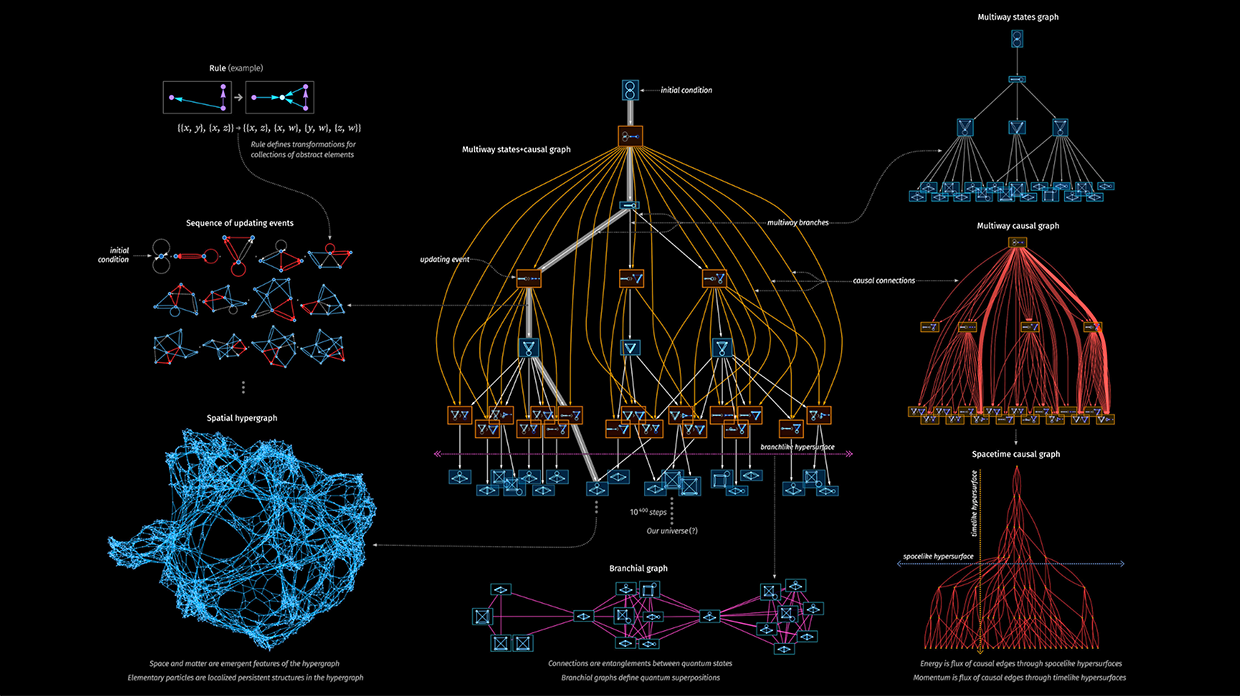 Multiway states graph
Rule (example)
{{x, y}, {x, z}} → {{x, z}, {x, w}, {y, w}, {z, w}}
Rule defines transformations for
collections of abstract elements
initial condition
Multiway states+causal graph
Sequence of updating events
initial
condition
multiway branches
Multiway causal graph
updating event
causal connections
Spatial hypergraph
branchlike hypersurface
Spacetime causal graph
timelike hypersurface
spacelike hypersurface
10^400 steps
Our universe(?)
Branchial graph
Space and matter are emergent features of the hypergraph
Elementary particles are localized persistent structures in the hypergraph
Connections are entanglements between quantum states
Branchial graphs define quantum superpositions
Energy is flux of causal edges through spacelike hypersurfaces
Momentum is flux of causal edges through timelike hypersurfaces